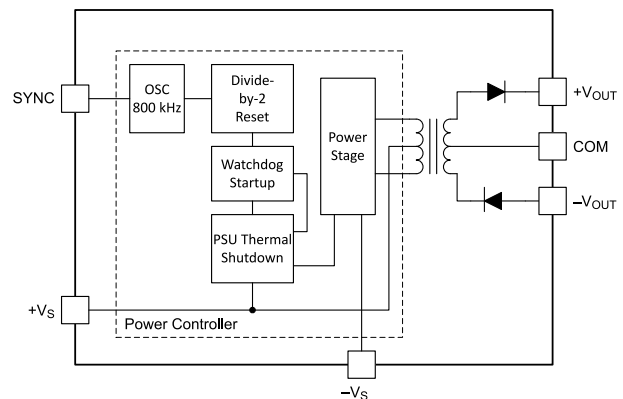 SYNC
OSC
800 kHz
Divide-
by-2
Reset
Watchdog
Startup
PSU Thermal
Shutdown
Power
Stage
+VOUT
COM
–VOUT
+VS
Power Controller
–VS